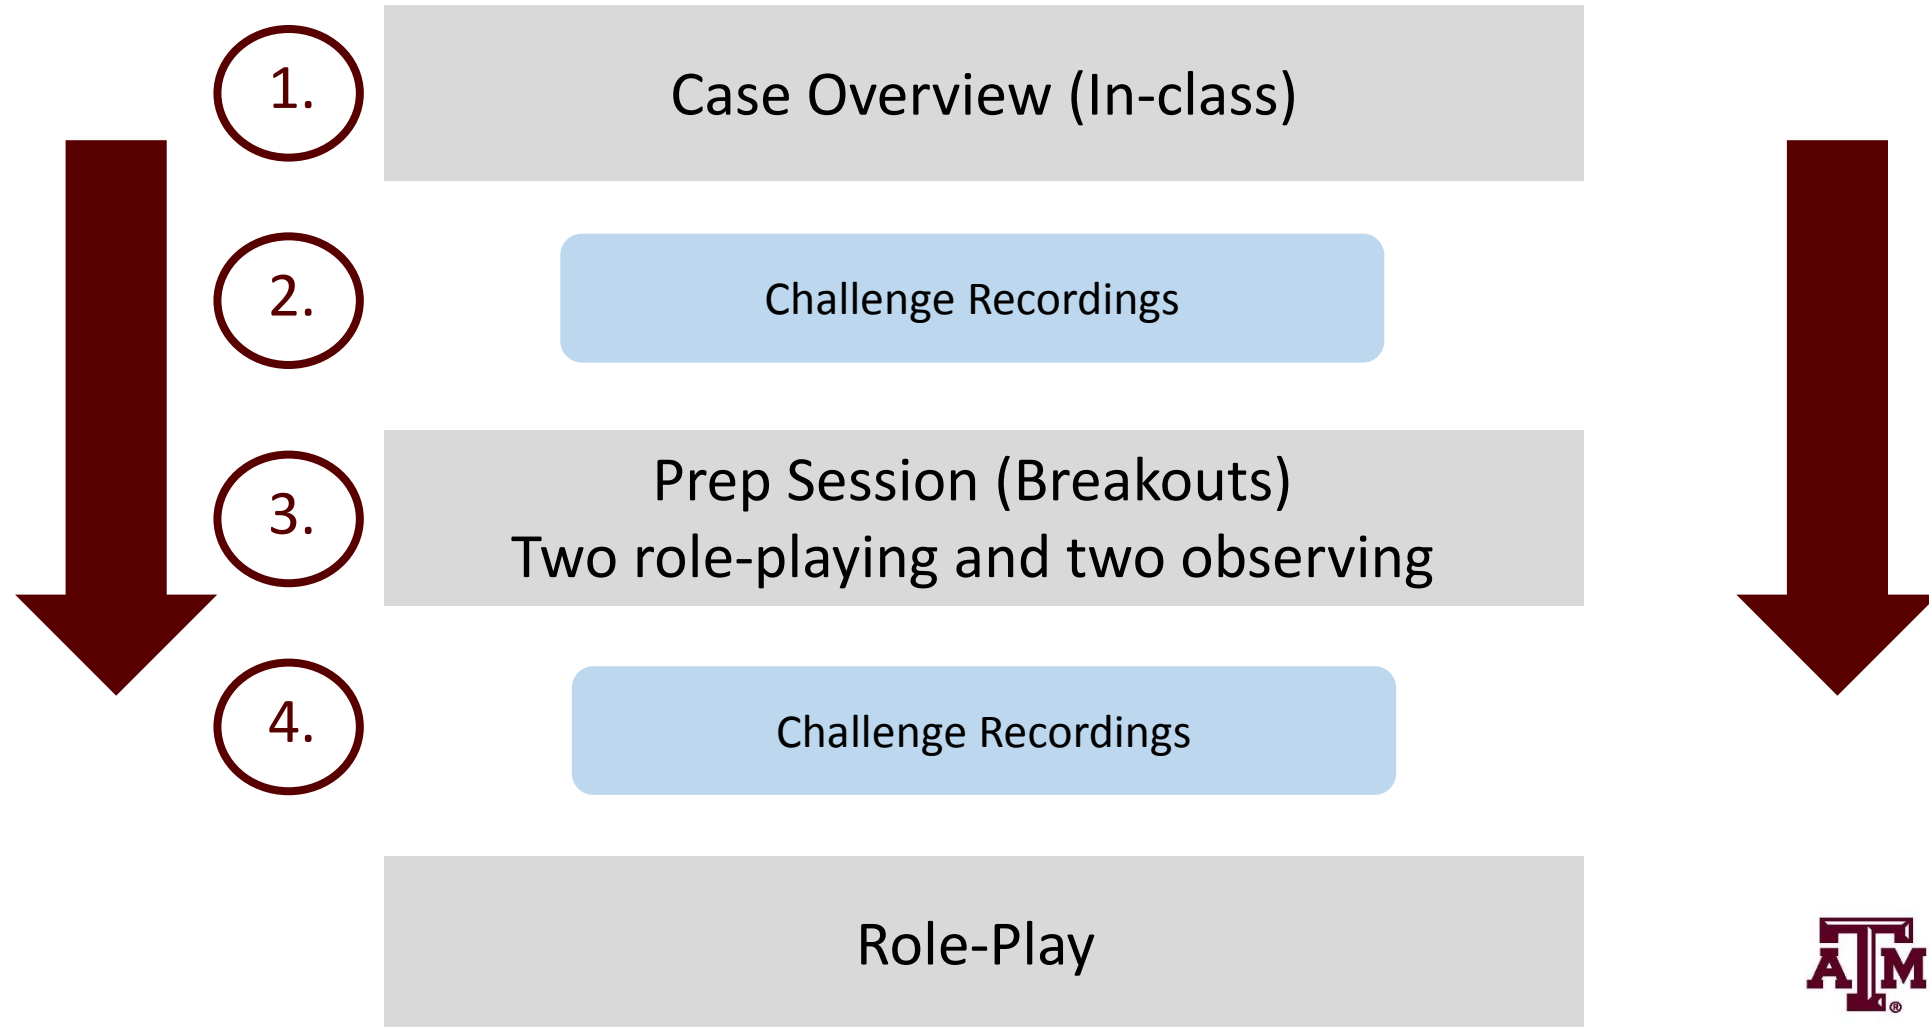 1.
Case Overview (In-class)
2.
Challenge Recordings
3.
Prep Session (Breakouts)
Two role-playing and two observing
4.
Challenge Recordings
Role-Play
ATM
®